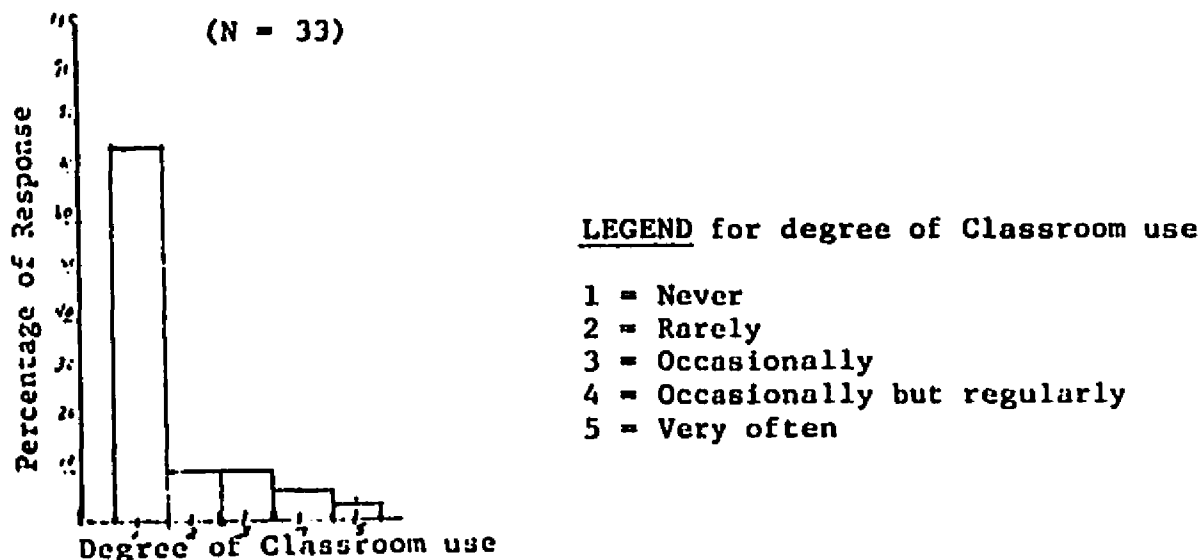 (N = 33)
Percentage of Response
Degree of Classroom use
LEGEND for degree of Classroom use
1 = Never
2 = Rarely
3 = Occasionally
4 = Occasionally but regularly
5 = Very often